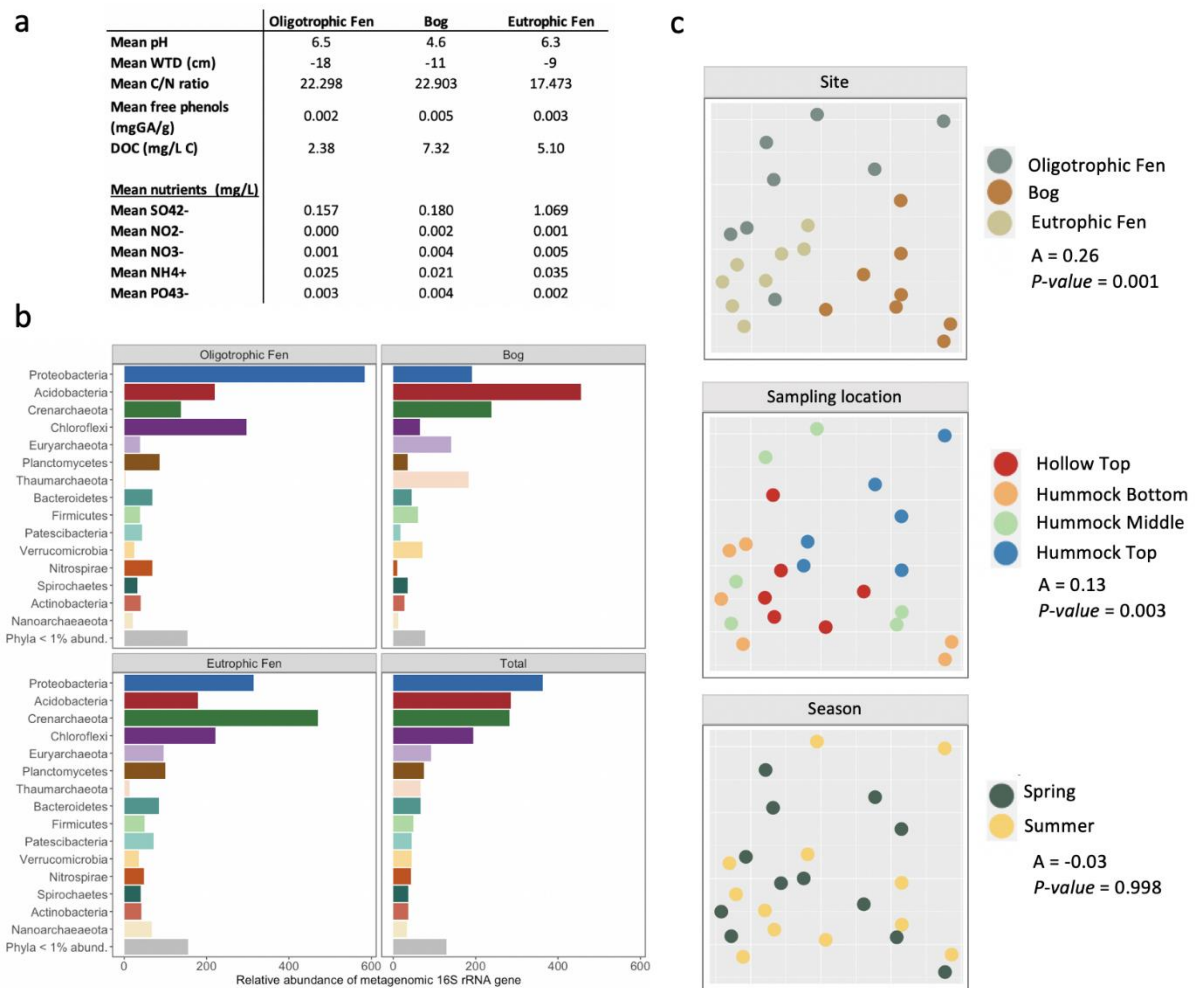 a
Oligotrophic Fen Bog Eutrophic Fen
Mean pH 6.5 4.6 6.3
Mean WTD (cm) -18 -11 -9
Mean C/N ratio 22.298 22.903 17.473
Mean free phenols (mgGA/g) 0.002 0.005 0.003
DOC (mg/L C) 2.38 7.32 5.10
Mean nutrients (mg/L)
Mean SO42- 0.157 0.180 1.069
Mean NO2- 0.000 0.002 0.001
Mean NO3- 0.001 0.004 0.005
Mean NH4+ 0.025 0.021 0.035
Mean PO43- 0.003 0.004 0.002
b
Oligotrophic Fen Bog
Proteobacteria
Acidobacteria
Crenarchaeota
Chloroflexi
Euryarchaeota
Planctomycetes
Thaumarchaeota
Bacteroidetes
Firmicutes
Patescibacteria
Verrucomicrobia
Nitrospirae
Spirochaetes
Actinobacteria
Nanoarchaeaeota
Phyla < 1% abund.
Eutrophic Fen Total
Proteobacteria
Acidobacteria
Crenarchaeota
Chloroflexi
Euryarchaeota
Planctomycetes
Thaumarchaeota
Bacteroidetes
Firmicutes
Patescibacteria
Verrucomicrobia
Nitrospirae
Spirochaetes
Actinobacteria
Nanoarchaeaeota
Phyla < 1% abund.
0 200 400 600 0 200 400 600
Relative abundance of metagenomic 16S rRNA gene
c
Site
Oligotrophic Fen
Bog
Eutrophic Fen
A = 0.26
P-value = 0.001
Sampling location
Hollow Top
Hummock Bottom
Hummock Middle
Hummock Top
A = 0.13
P-value = 0.003
Season
Spring
Summer
A = -0.03
P-value = 0.998